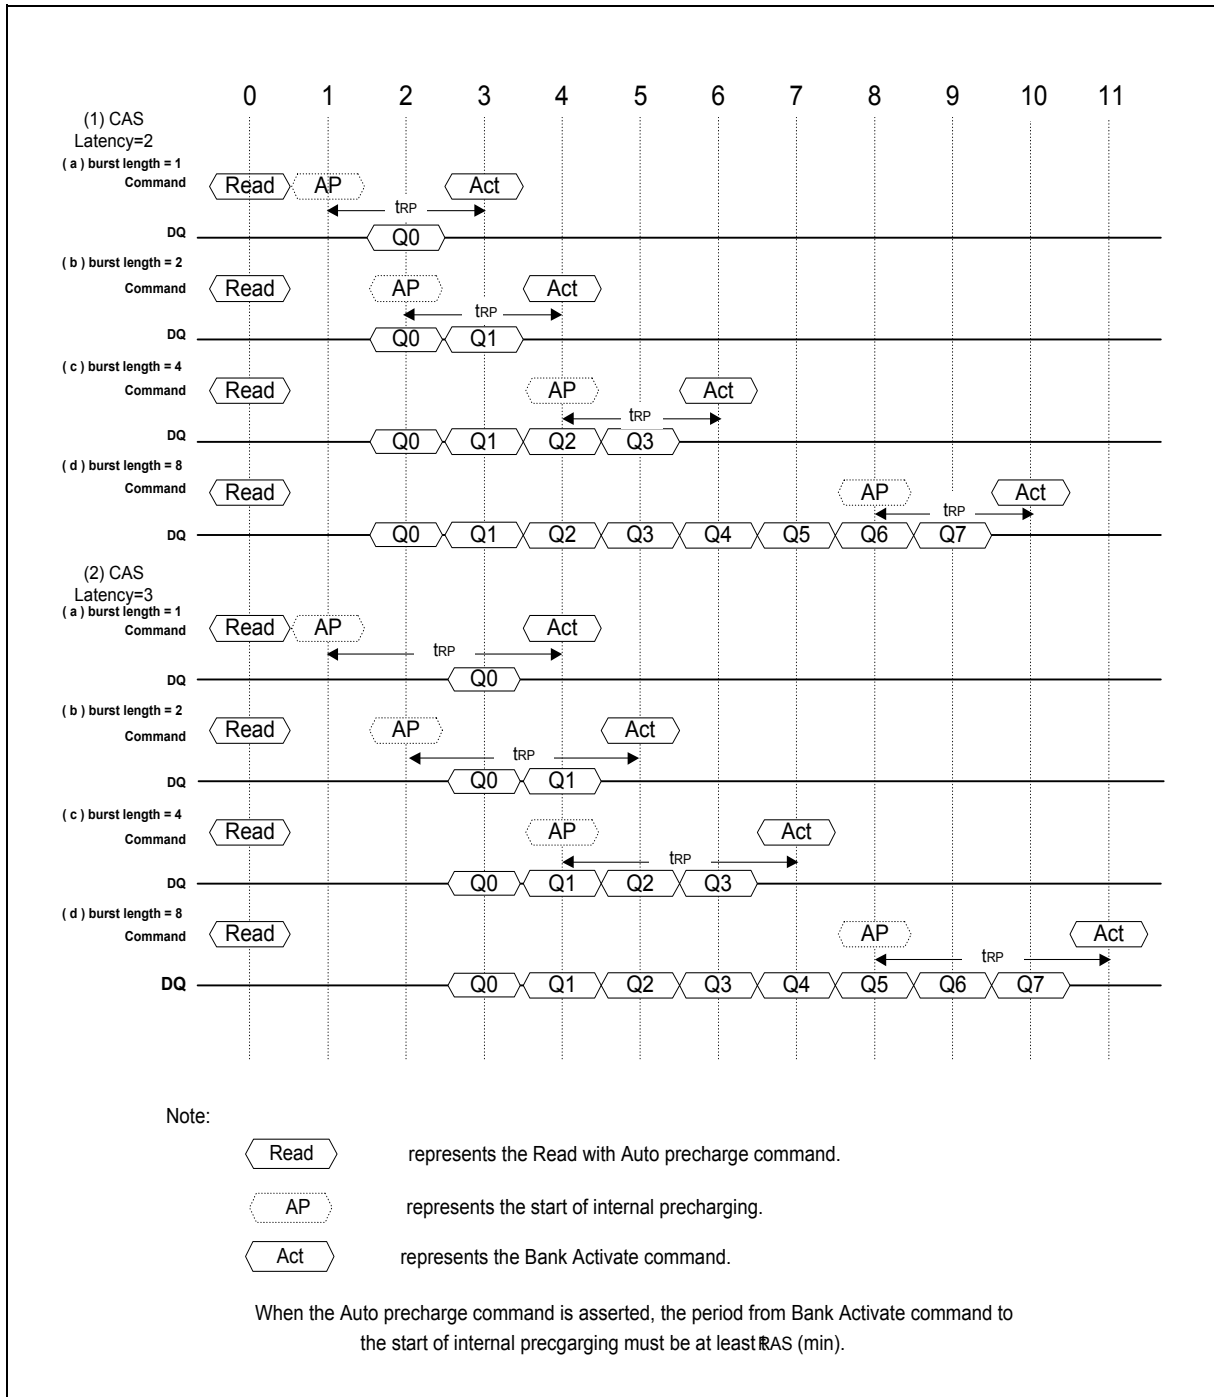 0 1 2 3 4 5 6 7 8 9 10 11
(1) CAS
Latency=2
( a ) burst length = 1
Command Read AP Act
tRP
DQ Q0
( b ) burst length = 2
Command Read AP Act
tRP
DQ Q0 Q1
( c ) burst length = 4
Command Read AP Act
tRP
DQ Q0 Q1 Q2 Q3
( d ) burst length = 8
Command Read AP Act
tRP
DQ Q0 Q1 Q2 Q3 Q4 Q5 Q6 Q7
(2) CAS
Latency=3
( a ) burst length = 1
Command Read AP Act
tRP
DQ Q0
( b ) burst length = 2
Command Read AP Act
tRP
DQ Q0 Q1
( c ) burst length = 4
Command Read AP Act
tRP
DQ Q0 Q1 Q2 Q3
( d ) burst length = 8
Command Read AP Act
tRP
DQ Q0 Q1 Q2 Q3 Q4 Q5 Q6 Q7
Note:
Read represents the Read with Auto precharge command.
AP represents the start of internal precharging.
Act represents the Bank Activate command.
When the Auto precharge command is asserted, the period from Bank Activate command to
the start of internal precgarging must be at least (min).